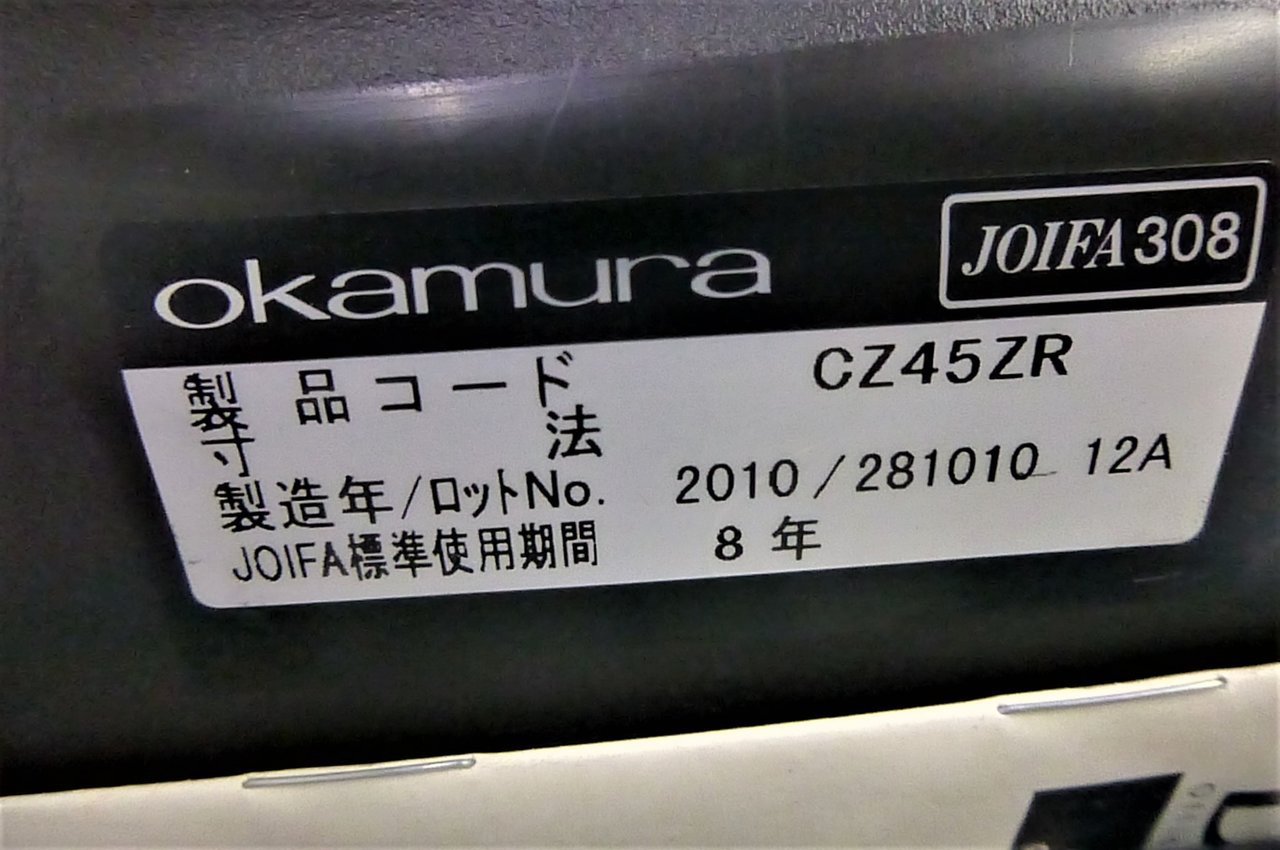 okamura
JOIFA308
製品コード CZ45ZR
寸法
製造年/ロットNo. 2010/281010 12A
JOIFA標準使用期間 8年